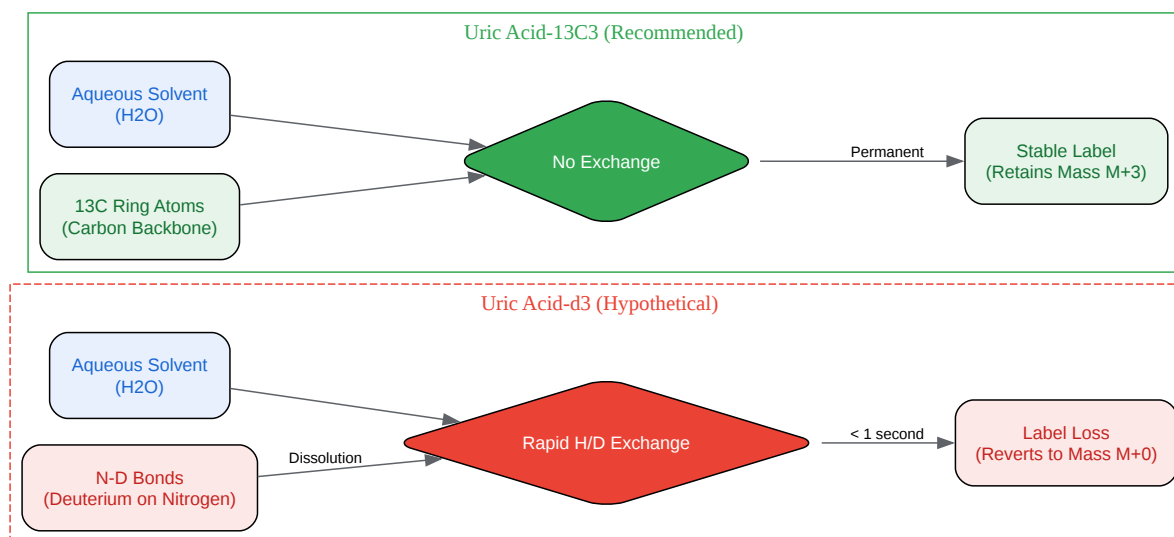 Uric Acid-13C3 (Recommended)
Aqueous Solvent
(H2O)
13C Ring Atoms
(Carbon Backbone)
No Exchange
Permanent
Stable Label
(Retains Mass M+3)
Uric Acid-d3 (Hypothetical)
Aqueous Solvent
(H2O)
N-D Bonds
(Deuterium on Nitrogen)
Dissolution
Rapid H/D Exchange
< 1 second
Label Loss
(Reverts to Mass M+0)